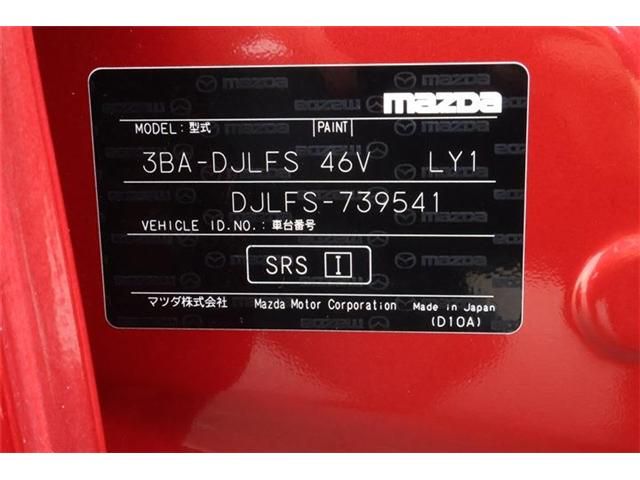 mazda
MODEL:型式 PAINT
3BA-DJLFS 46V LY1
DJLFS-739541
VEHICLE ID.NO.:車台番号
SRS I
マツダ株式会社 Mazda Motor Corporation Made in Japan
(D10A)